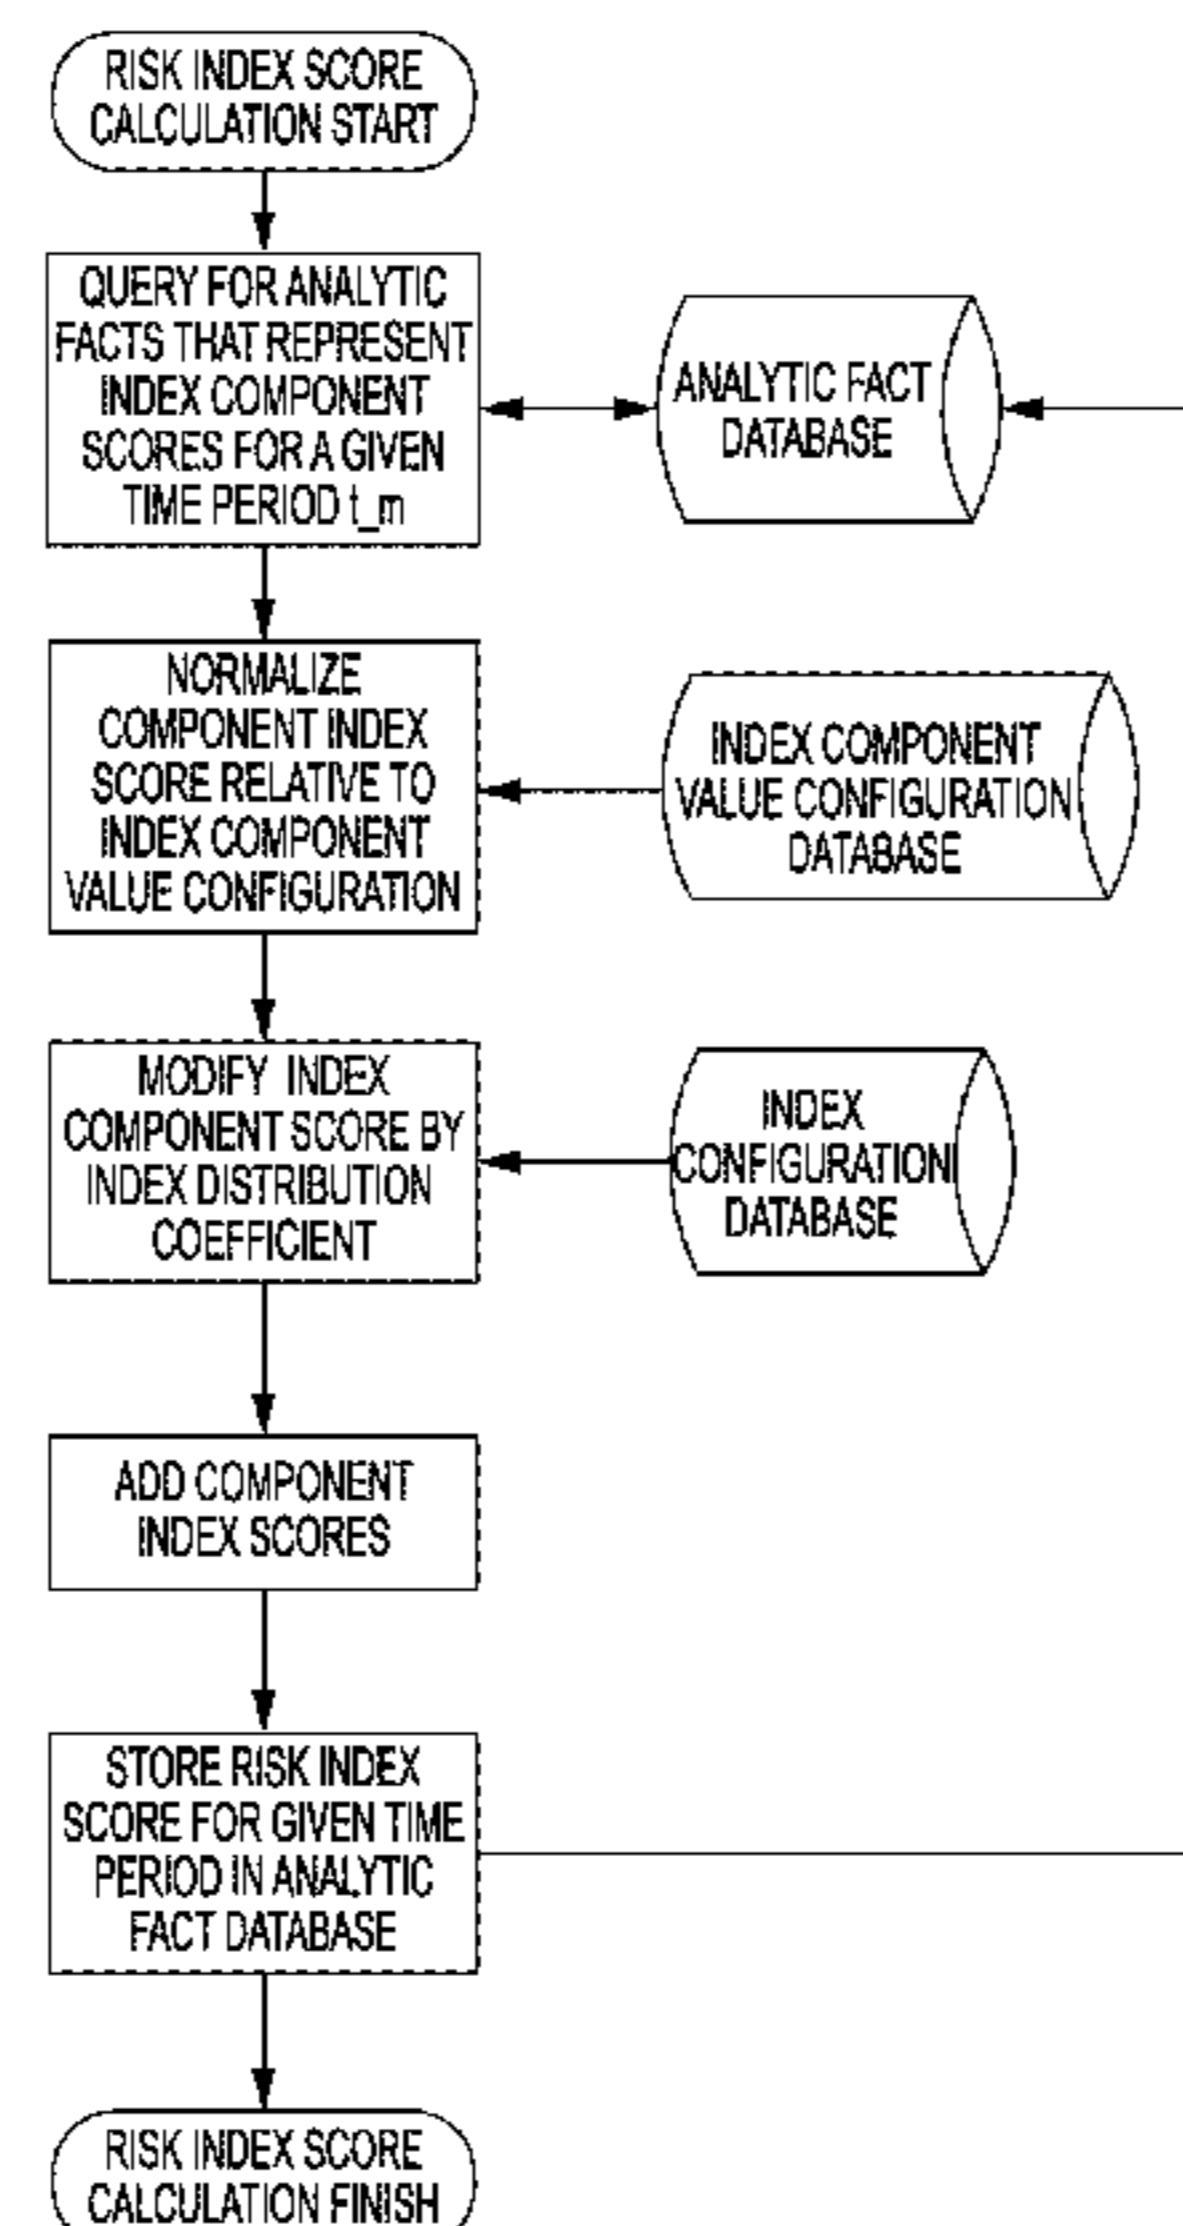 RISK INDEX SCORE
CALCULATION START
QUERY FOR ANALYTIC
FACTS THAT REPRESENT
INDEX COMPONENT
SCORES FOR A GIVEN
TIME PERIOD t_m
ANALYTIC FACT
DATABASE
NORMALIZE
COMPONENT INDEX
SCORE RELATIVE TO
INDEX COMPONENT
VALUE CONFIGURATION
INDEX COMPONENT
VALUE CONFIGURATION
DATABASE
MODIFY INDEX
COMPONENT SCORE BY
INDEX DISTRIBUTION
COEFFICIENT
INDEX
CONFIGURATION
DATABASE
ADD COMPONENT
INDEX SCORES
STORE RISK INDEX
SCORE FOR GIVEN TIME
PERIOD IN ANALYTIC
FACT DATABASE
RISK INDEX SCORE
CALCULATION FINISH